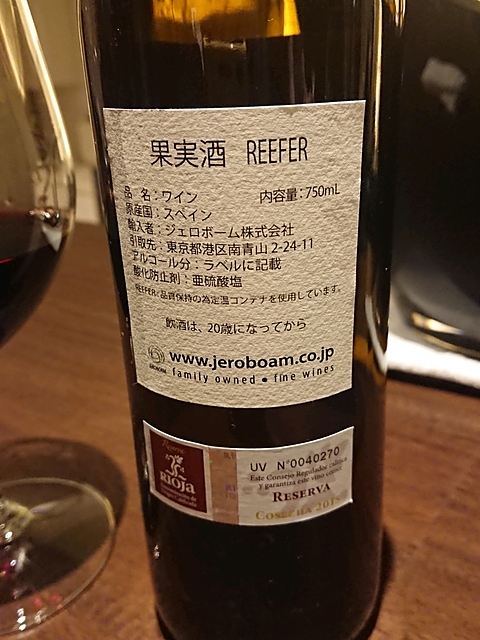 果実酒 REEFER
品 名：ワイン 内容量：750mL
原産国：スペイン
輸入者：ジェロボーム株式会社
引取先：東京都港区南青山 2-24-11
アルコール分：ラベルに記載
酸化防止剤：亜硫酸塩
REEFER：品質保持の為定温コンテナを使用しています。
飲酒は、20歳になってから
www.jeroboam.co.jp
JEROBOAM family owned ● fine wines
UV N°0040270
Este Consejo Regulador califica
y garantiza este vino como:
RIOJA
RESERVA
COSECHA